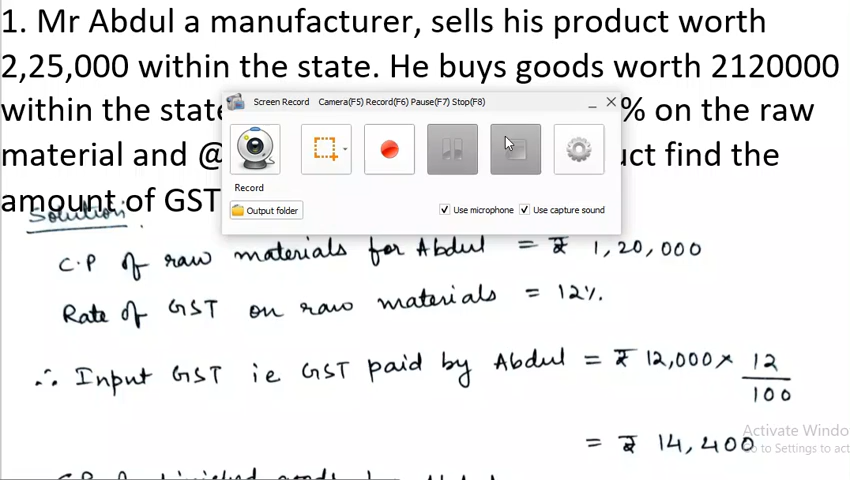 1. Mr Abdul a manufacturer, sells his product worth
2,25,000 within the state. He buys goods worth 2120000
within the state % on the raw
material and @ uct find the
amount of GST
Screen Record Camera(F5) Record(F6) Pause(F7) Stop(F8)
Record
Output folder
Use microphone Use capture sound
Solution
C.P of raw materials for Abdul = ₹ 1,20,000
Rate of GST on raw materials = 12%.
∴ Input GST ie GST paid by Abdul = ₹ 12,000 × 12/100
= ₹ 14,400
Activate Windo
Go to Settings to act